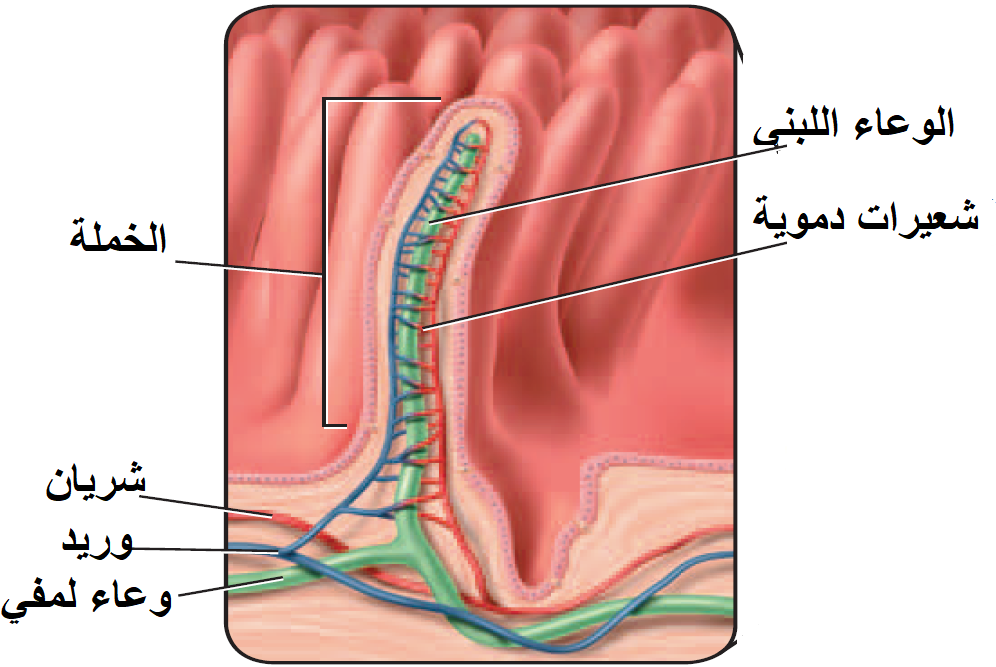 الوعاء اللبني
شعيرات دموية
الخملة
شريان
وريد
وعاء لمفي